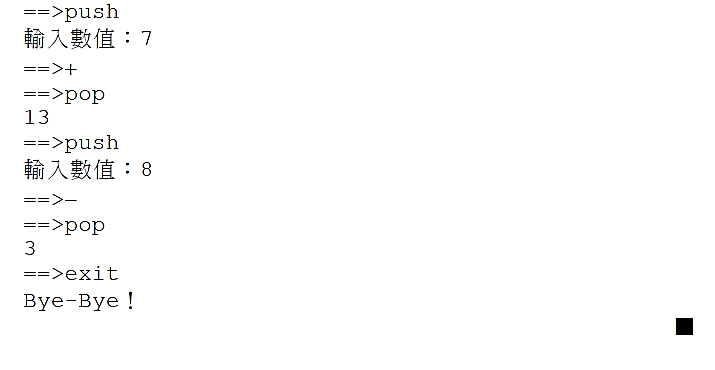 ==>push
輸入數值：7
==>+
==>pop
13
==>push
輸入數值：8
==>–
==>pop
3
==>exit
Bye-Bye！